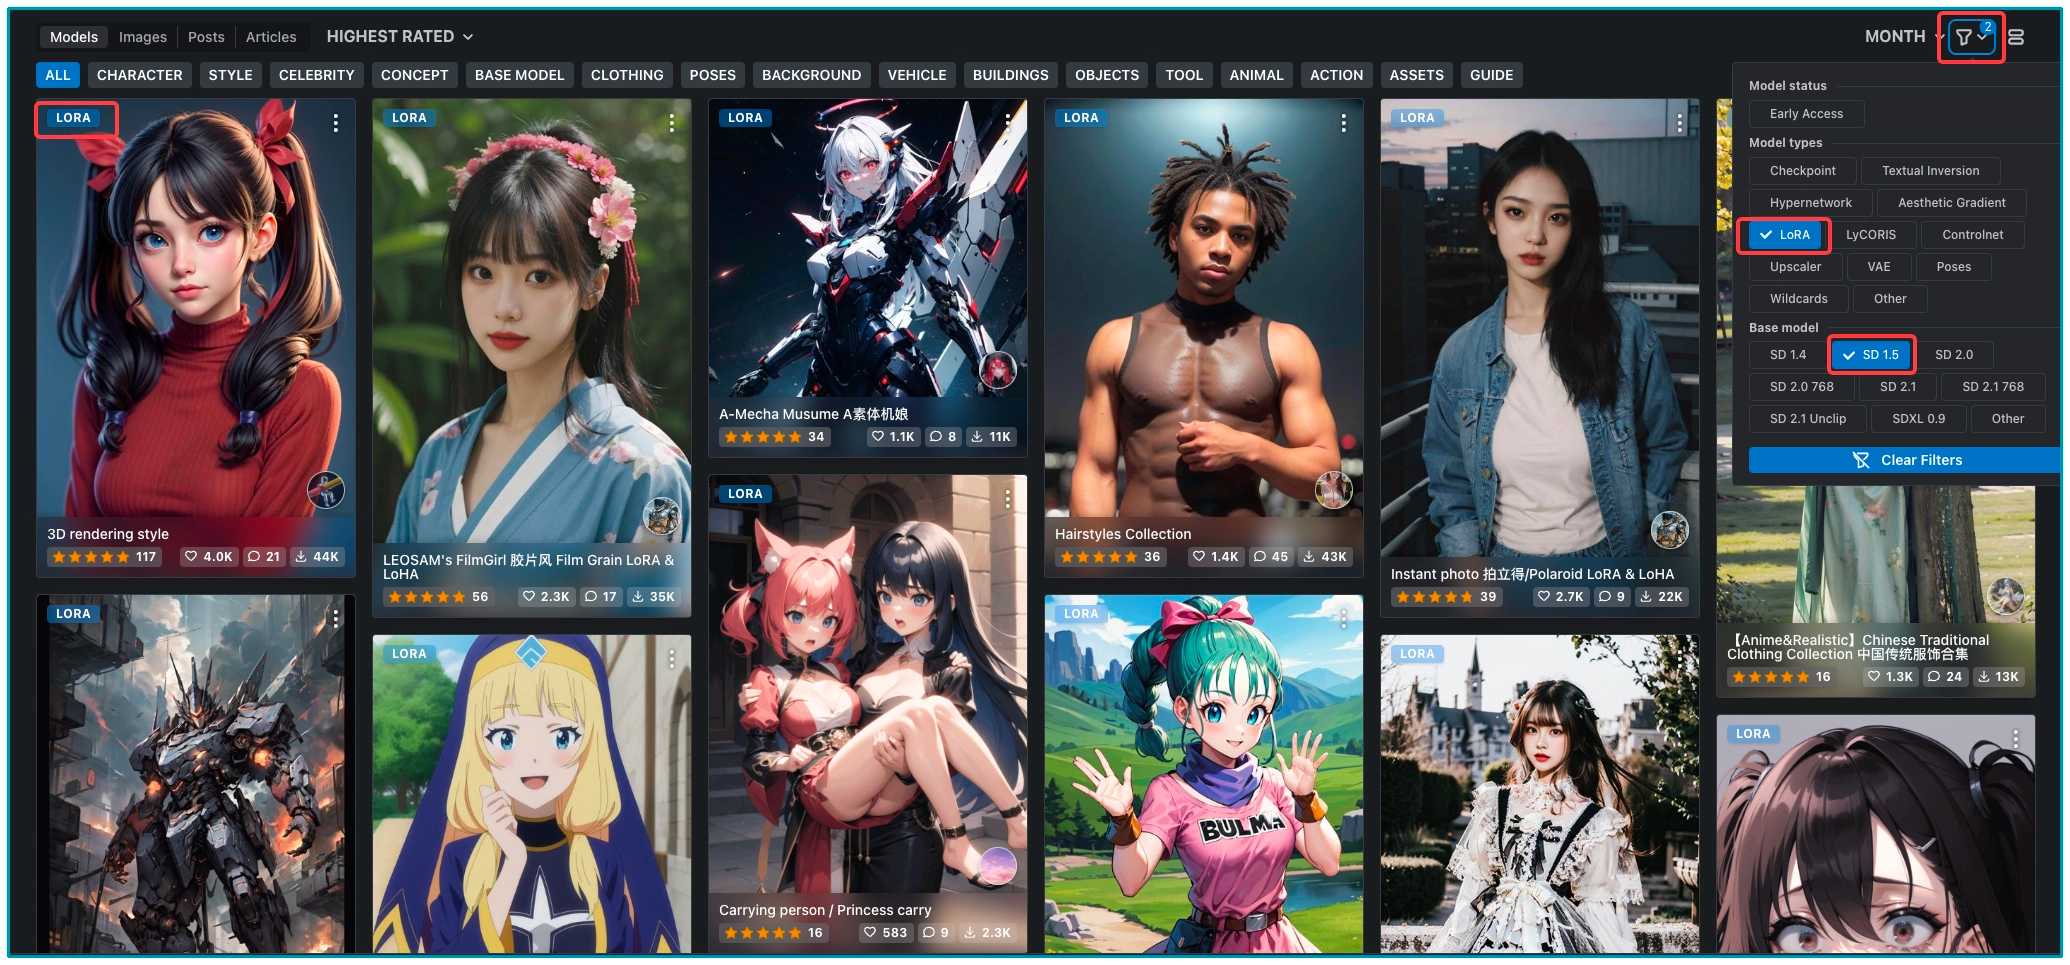 Models Images Posts Articles HIGHEST RATED MONTH 2
ALL CHARACTER STYLE CELEBRITY CONCEPT BASE MODEL CLOTHING POSES BACKGROUND VEHICLE BUILDINGS OBJECTS TOOL ANIMAL ACTION ASSETS GUIDE
LORA
3D rendering style
117 4.0K 21 44K
LORA
LORA
LEOSAM's FilmGirl 胶片风 Film Grain LoRA &
LoHA
56 2.3K 17 35K
LORA
LORA
A-Mecha Musume A素体机娘
34 1.1K 8 11K
LORA
Carrying person / Princess carry
16 583 9 2.3K
LORA
Hairstyles Collection
36 1.4K 45 43K
LORA
BULMA
LORA
Instant photo 拍立得/Polaroid LoRA & LoHA
39 2.7K 9 22K
LORA
【Anime&Realistic】Chinese Traditional
Clothing Collection 中国传统服饰合集
16 1.3K 24 13K
LORA
Model status
Early Access
Model types
Checkpoint Textual Inversion
Hypernetwork Aesthetic Gradient
LoRA LyCORIS Controlnet
Upscaler VAE Poses
Wildcards Other
Base model
SD 1.4 SD 1.5 SD 2.0
SD 2.0 768 SD 2.1 SD 2.1 768
SD 2.1 Unclip SDXL 0.9 Other
Clear Filters